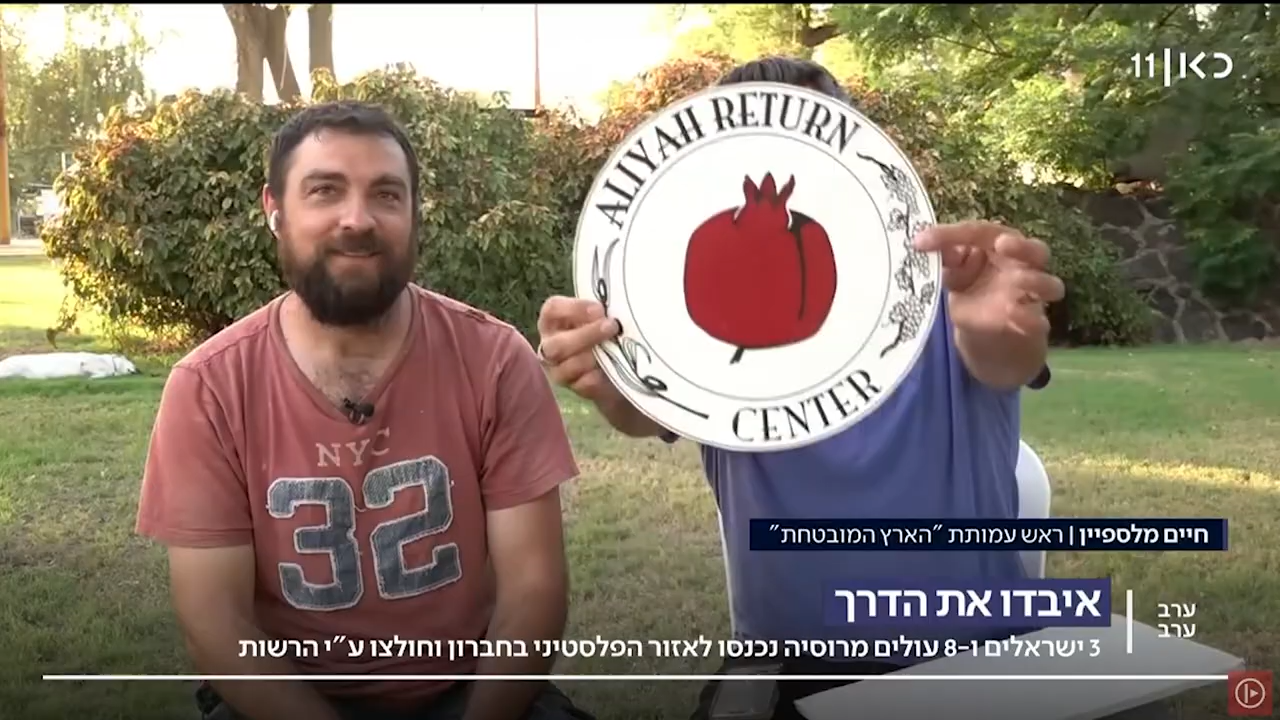 כאן 11
ALIYAH RETURN
CENTER
NYC
32
חיים מלספיין | ראש עמותת "הארץ המובטחת"
איבדו את הדרך
ערב
ערב
3 ישראלים ו-8 עולים מרוסיה נכנסו לאזור הפלסטיני בחברון וחולצו ע"י הרשות